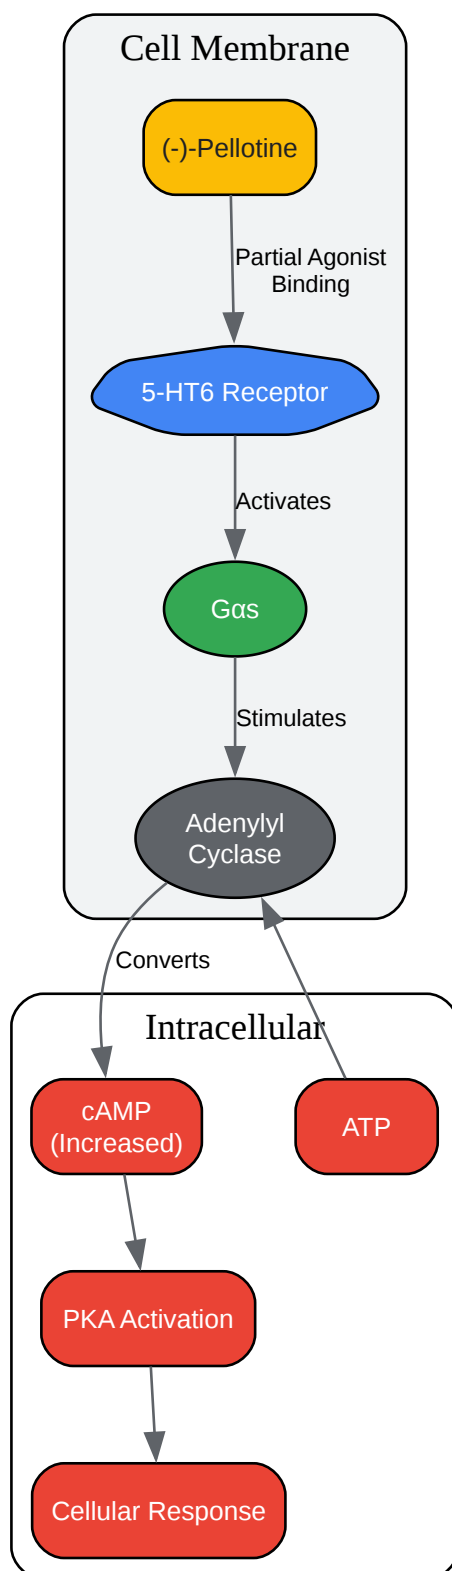 Cell Membrane
(-)-Pellotine
Partial Agonist
Binding
5-HT6 Receptor
Activates
Gαs
Stimulates
Adenylyl
Cyclase
Converts
Intracellular
cAMP
(Increased)
ATP
PKA Activation
Cellular Response